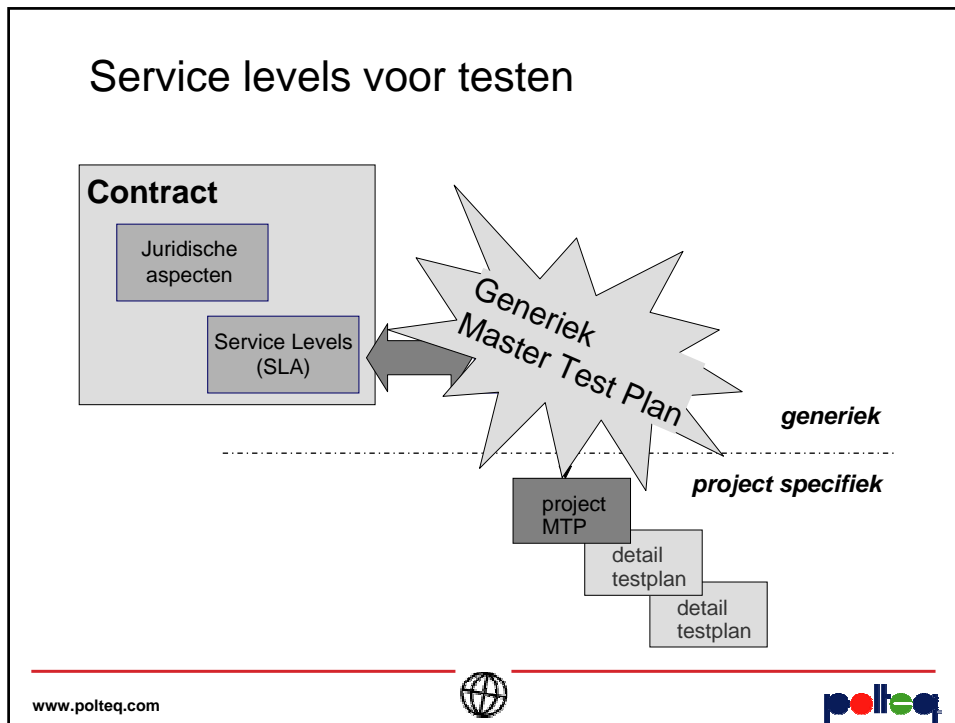 Service levels voor testen
Contract
Juridische
aspecten
Service Levels
(SLA)
Generiek
Master Test Plan
generiek
project specifiek
project
MTP
detail
testplan
detail
testplan
www.polteq.com
polteq